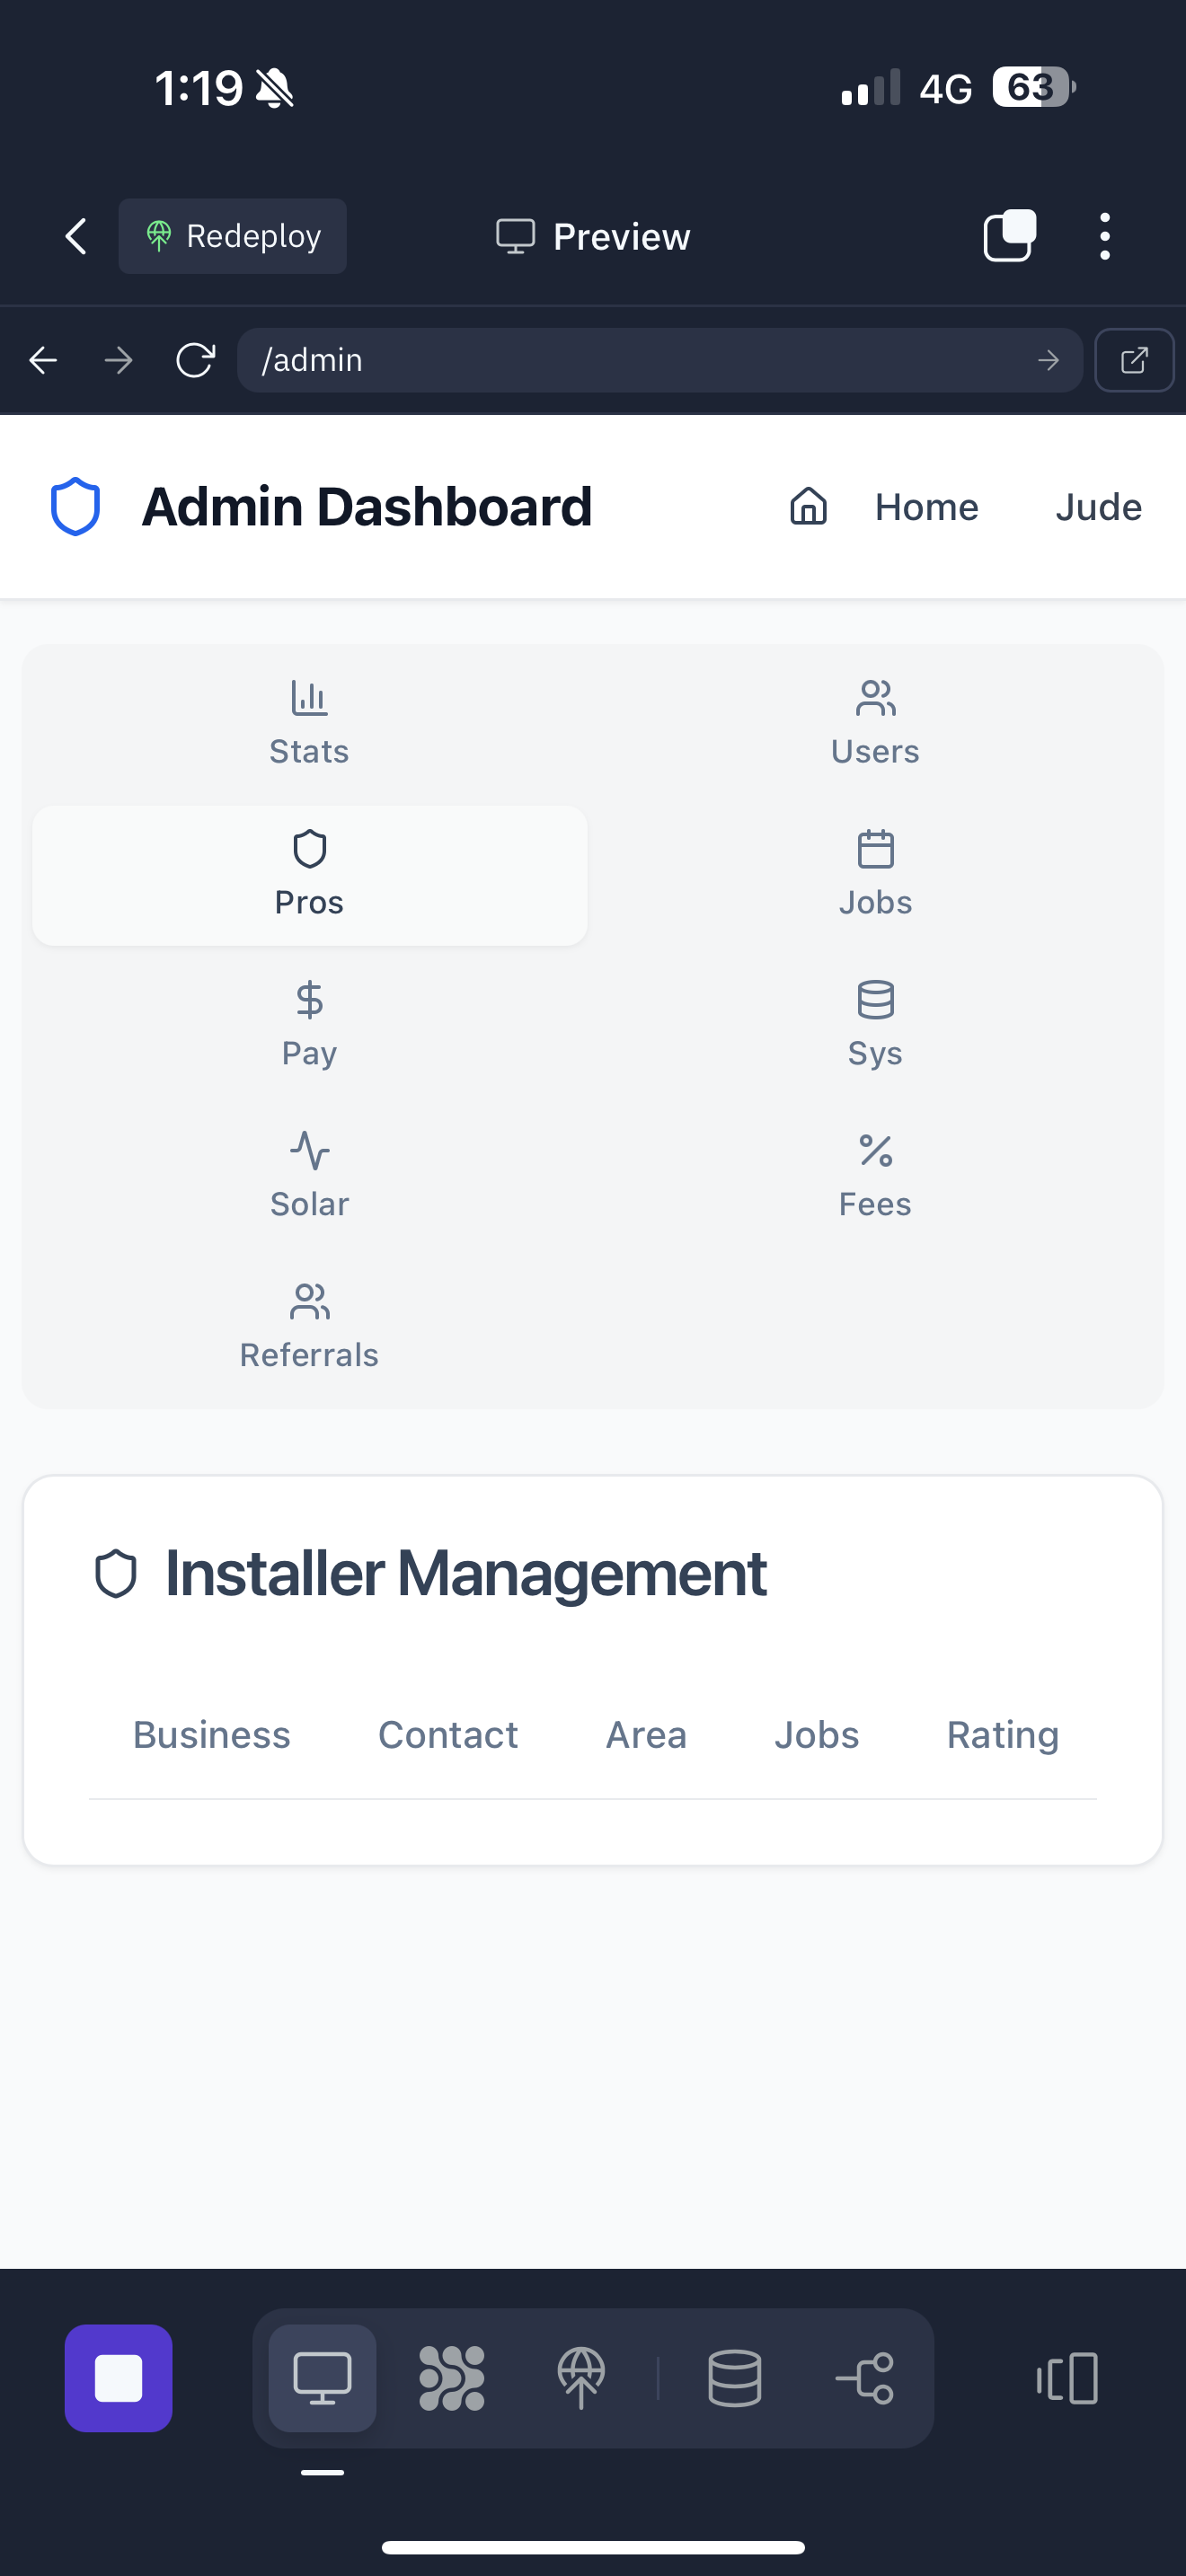 1:19
4G
63
Redeploy
Preview
/admin
Admin Dashboard
Home
Jude
Stats
Users
Pros
Jobs
Pay
Sys
Solar
Fees
Referrals
Installer Management
Business Contact Area Jobs Rating